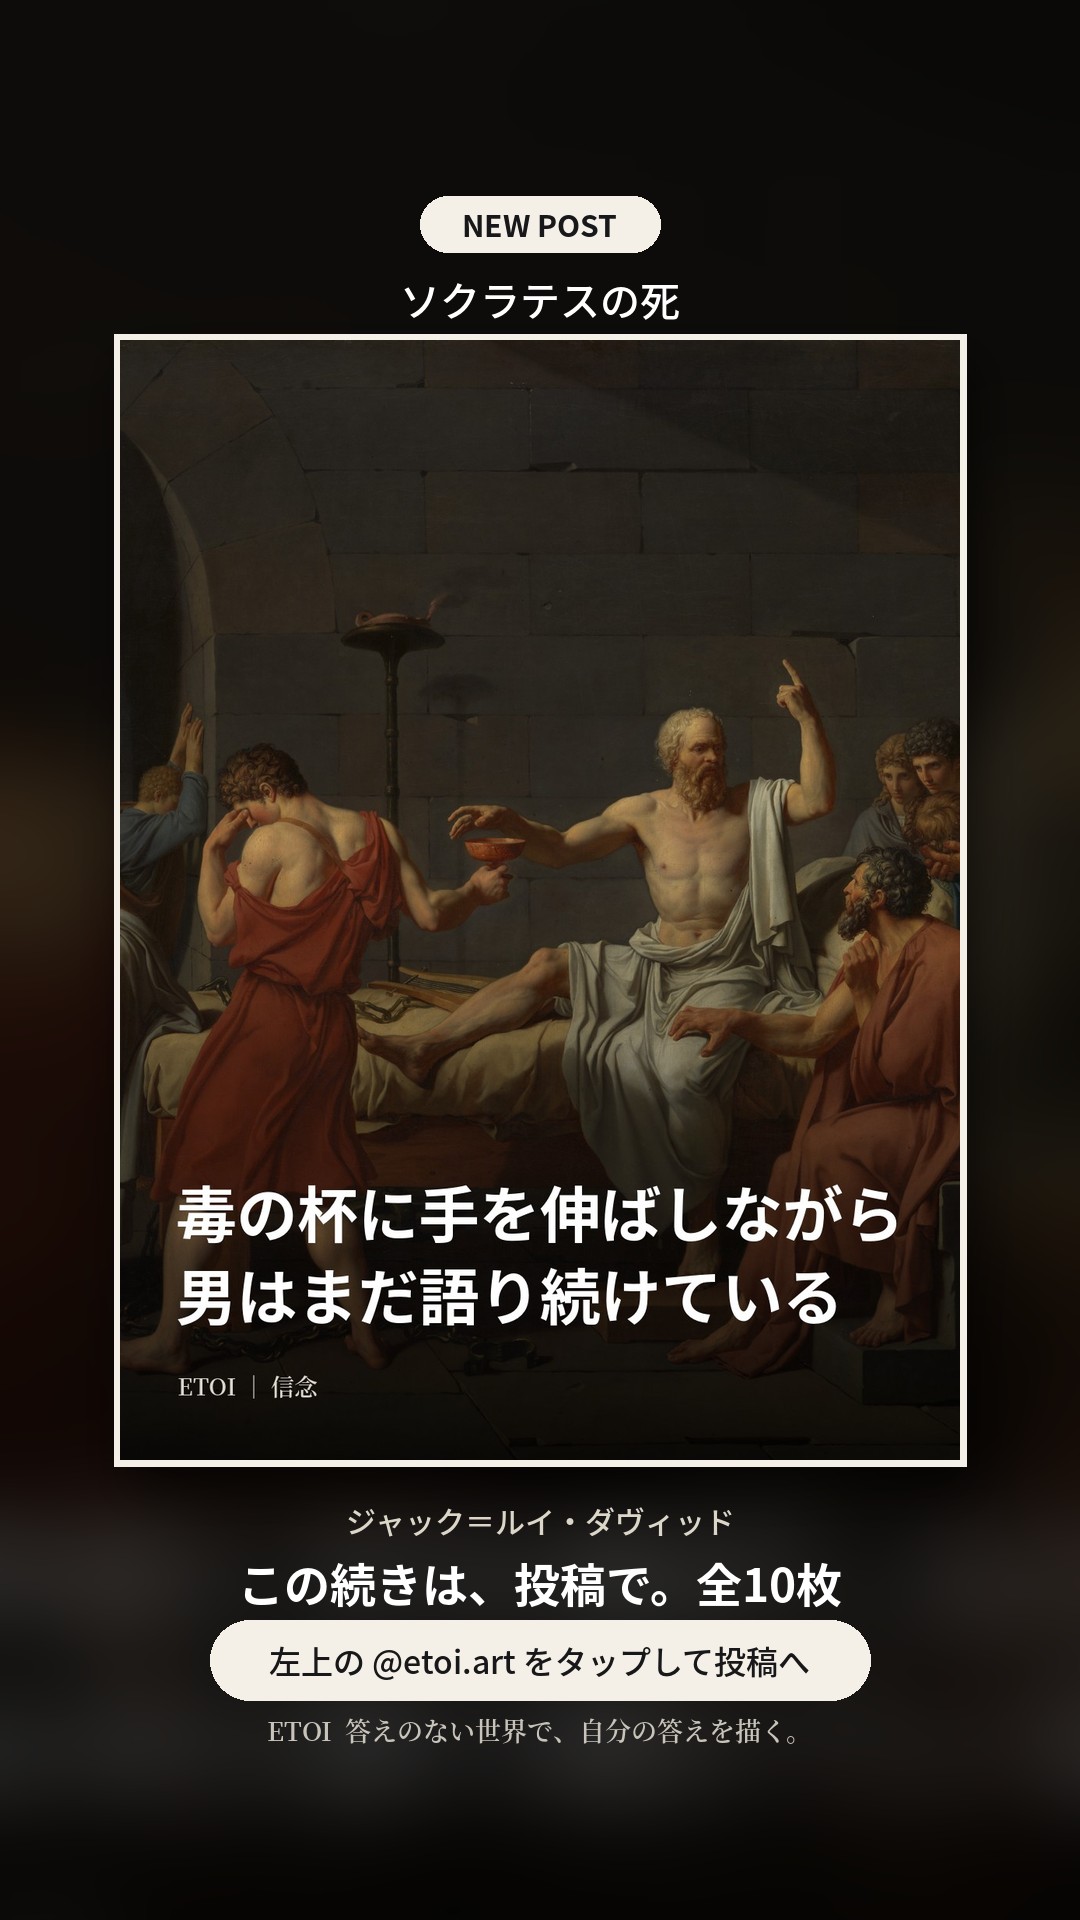 NEW POST
ソクラテスの死
毒の杯に手を伸ばしながら
男はまだ語り続けている
ETOI｜信念
ジャック＝ルイ・ダヴィッド
この続きは、投稿で。全10枚
左上の @etoi.art をタップして投稿へ
ETOI 答えのない世界で、自分の答えを描く。